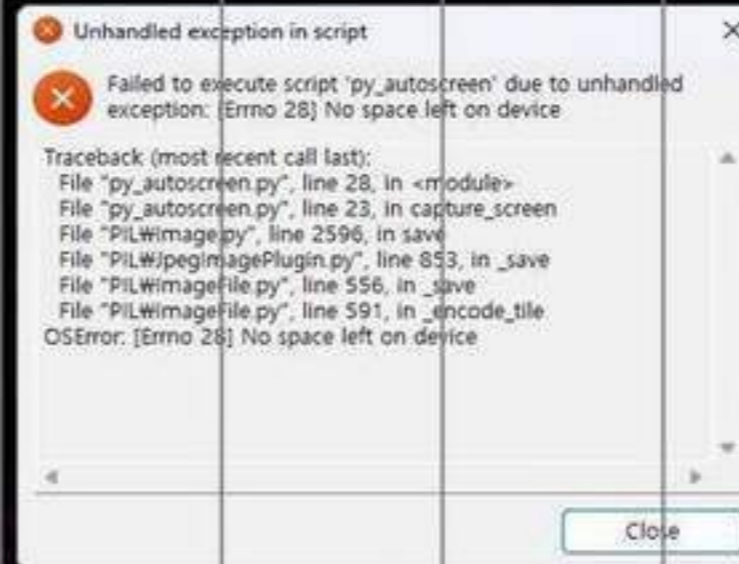 Unhandled exception in script
Failed to execute script 'py_autoscreen' due to unhandled
exception: [Errno 28] No space left on device
Traceback (most recent call last):
File "py_autoscreen.py", line 28, in <module>
File "py_autoscreen.py", line 23, in capture_screen
File "PIL₩Image.py", line 2596, in save
File "PIL₩JpegImagePlugin.py", line 853, in _save
File "PIL₩ImageFile.py", line 556, in _save
File "PIL₩ImageFile.py", line 591, in _encode_tile
OSError: [Errno 28] No space left on device
Close